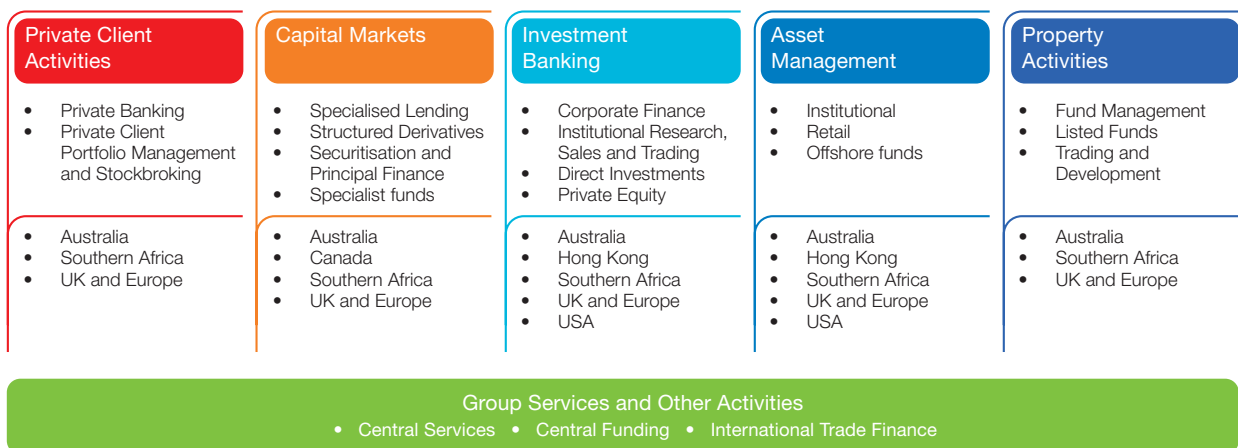 Private Client
Activities
• Private Banking
• Private Client
Portfolio Management
and Stockbroking
• Australia
• Southern Africa
• UK and Europe
Capital Markets
• Specialised Lending
• Structured Derivatives
• Securitisation and
Principal Finance
• Specialist funds
• Australia
• Canada
• Southern Africa
• UK and Europe
Investment
Banking
• Corporate Finance
• Institutional Research,
Sales and Trading
• Direct Investments
• Private Equity
• Australia
• Hong Kong
• Southern Africa
• UK and Europe
• USA
Asset
Management
• Institutional
• Retail
• Offshore funds
• Australia
• Hong Kong
• Southern Africa
• UK and Europe
• USA
Property
Activities
• Fund Management
• Listed Funds
• Trading and
Development
• Australia
• Southern Africa
• UK and Europe
Group Services and Other Activities
• Central Services • Central Funding • International Trade Finance